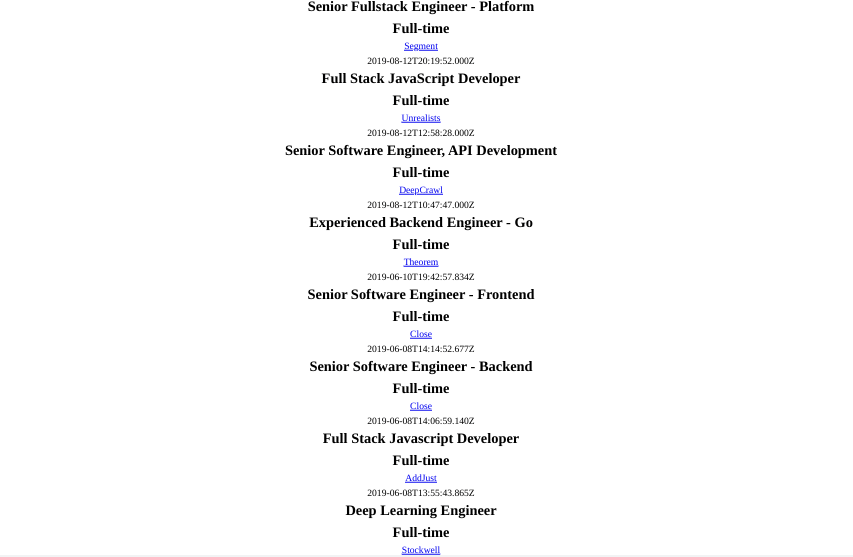 Senior Fullstack Engineer - Platform
Full-time
Segment
2019-08-12T20:19:52.000Z
Full Stack JavaScript Developer
Full-time
Unrealists
2019-08-12T12:58:28.000Z
Senior Software Engineer, API Development
Full-time
DeepCrawl
2019-08-12T10:47:47.000Z
Experienced Backend Engineer - Go
Full-time
Theorem
2019-06-10T19:42:57.834Z
Senior Software Engineer - Frontend
Full-time
Close
2019-06-08T14:14:52.677Z
Senior Software Engineer - Backend
Full-time
Close
2019-06-08T14:06:59.140Z
Full Stack Javascript Developer
Full-time
AddJust
2019-06-08T13:55:43.865Z
Deep Learning Engineer
Full-time
Stockwell